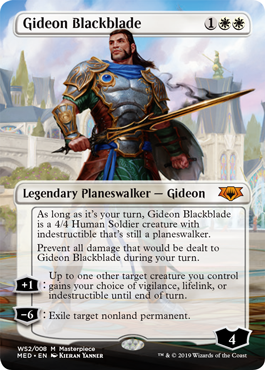 Gideon Blackblade 1
Legendary Planeswalker — Gideon
As long as it's your turn, Gideon Blackblade
is a 4/4 Human Soldier creature with
indestructible that's still a planeswalker.
Prevent all damage that would be dealt to
Gideon Blackblade during your turn.
+1 : Up to one other target creature you control
gains your choice of vigilance, lifelink, or
indestructible until end of turn.
−6 : Exile target nonland permanent.
4
WS2/008 M Masterpiece
MED • EN KIERAN YANNER
™ & © 2019 Wizards of the Coast